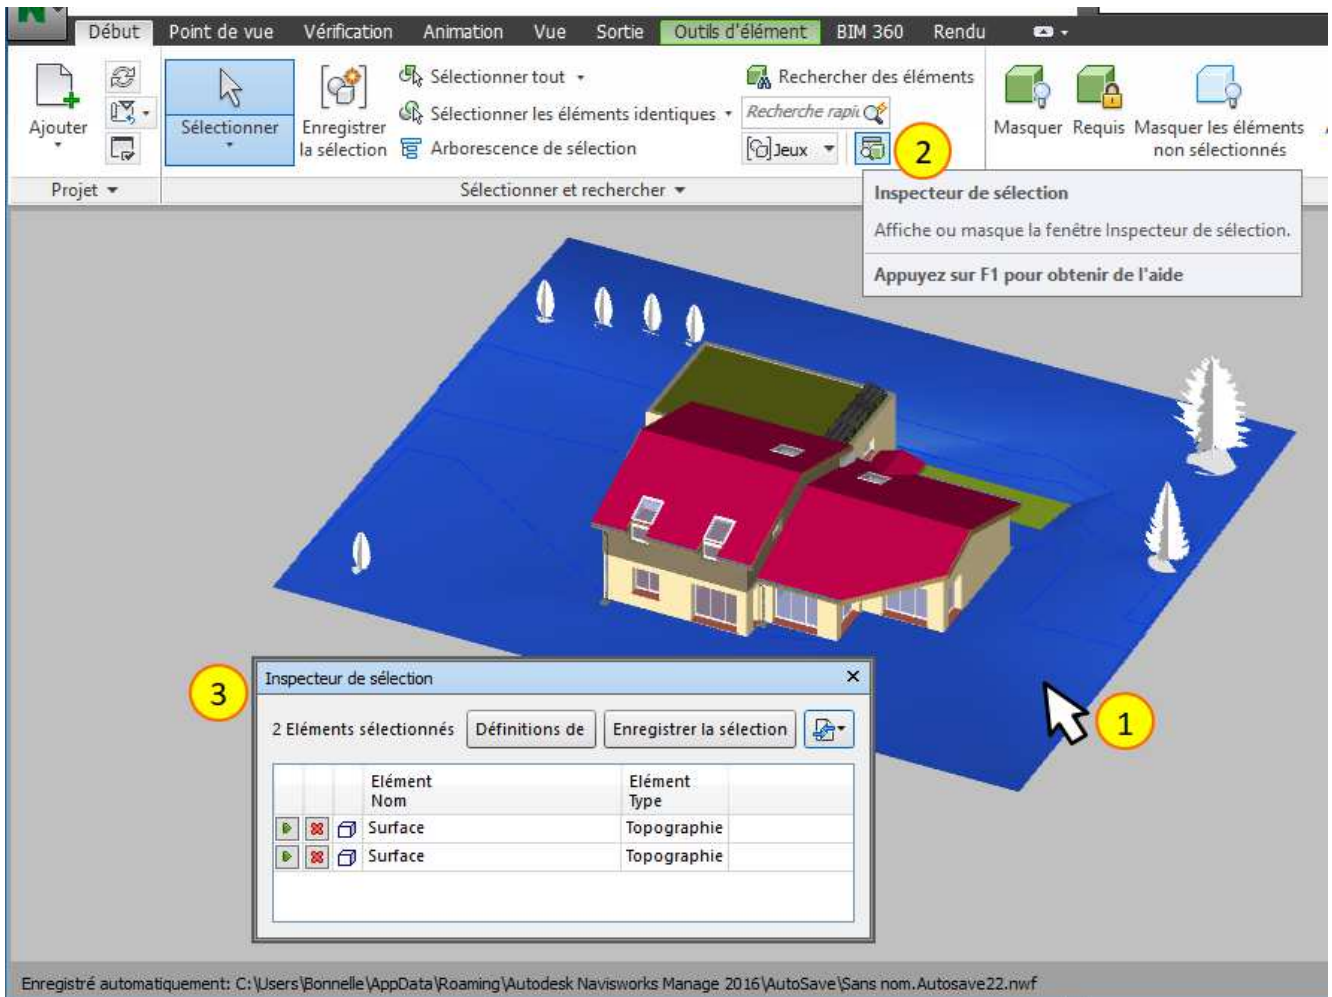 N
Début Point de vue Vérification Animation Vue Sortie Outils d'élément BIM 360 Rendu
Ajouter
Sélectionner
Enregistrer
la sélection
Sélectionner tout
Sélectionner les éléments identiques
Arborescence de sélection
Rechercher des éléments
Recherche rapi
Jeux
2
Masquer Requis Masquer les éléments
non sélectionnés
Projet
Sélectionner et rechercher
Inspecteur de sélection
Affiche ou masque la fenêtre Inspecteur de sélection.
Appuyez sur F1 pour obtenir de l'aide
1
3
Inspecteur de sélection
2 Eléments sélectionnés Définitions de Enregistrer la sélection
Elément
Nom
Elément
Type
Surface Topographie
Surface Topographie
Enregistré automatiquement: C:\Users\Bonnelle\AppData\Roaming\Autodesk Navisworks Manage 2016\AutoSave\Sans nom.Autosave22.nwf